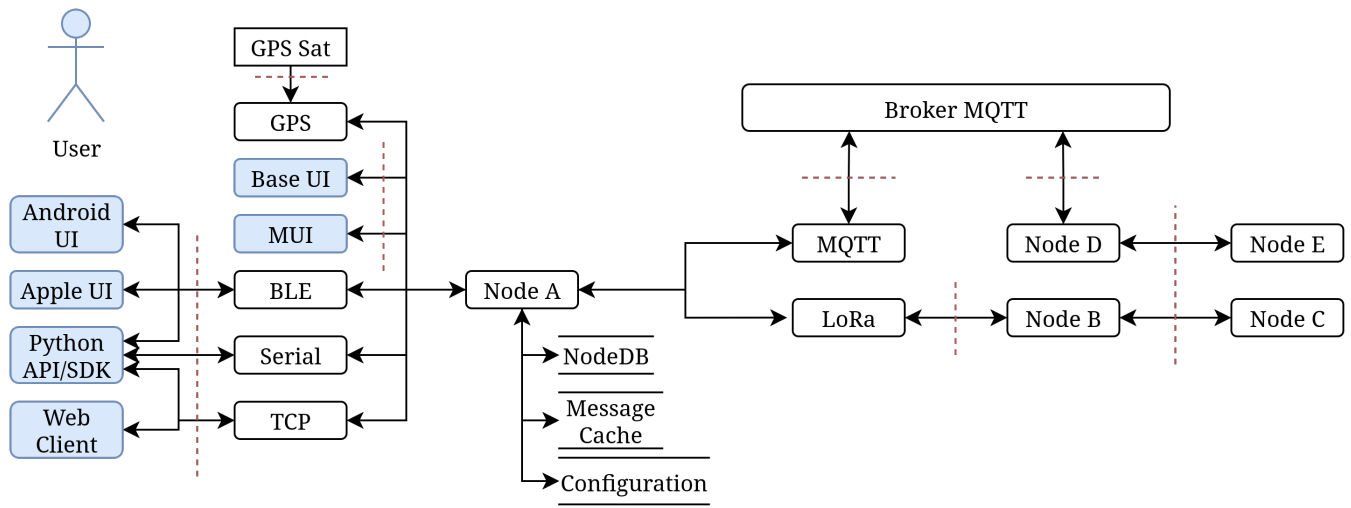 User
GPS Sat
GPS
Base UI
MUI
Android
UI
Apple UI
BLE
Python
API/SDK
Serial
Web
Client
TCP
Node A
NodeDB
Message
Cache
Configuration
Broker MQTT
MQTT
Node D
Node E
LoRa
Node B
Node C